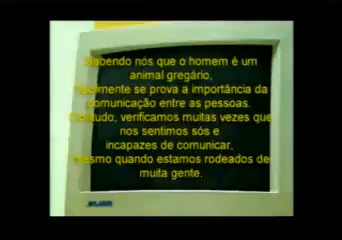 Sabendo nós que o homem é um
animal gregário,
facilmente se prova a importância da
comunicação entre as pessoas.
Contudo, verificamos muitas vezes que
nos sentimos sós e
incapazes de comunicar,
mesmo quando estamos rodeados de
muita gente.